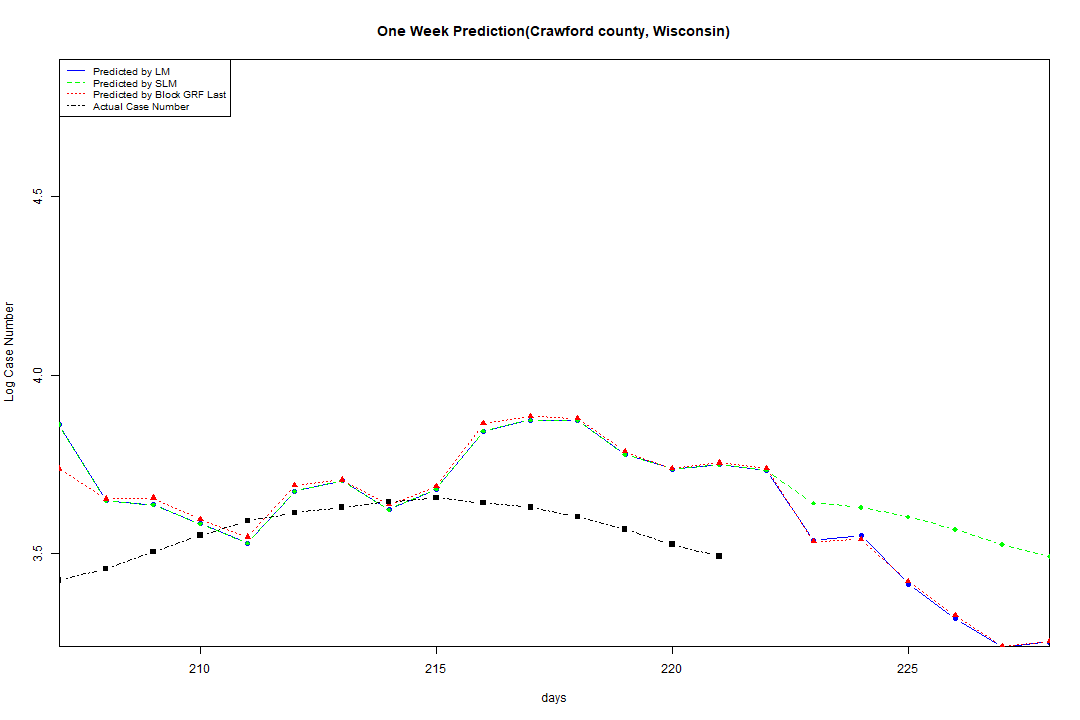 One Week Prediction(Crawford county, Wisconsin)
Predicted by LM
Predicted by SLM
Predicted by Block GRF Last
Actual Case Number
4.5
4.0
3.5
Log Case Number
210
215
220
225
days